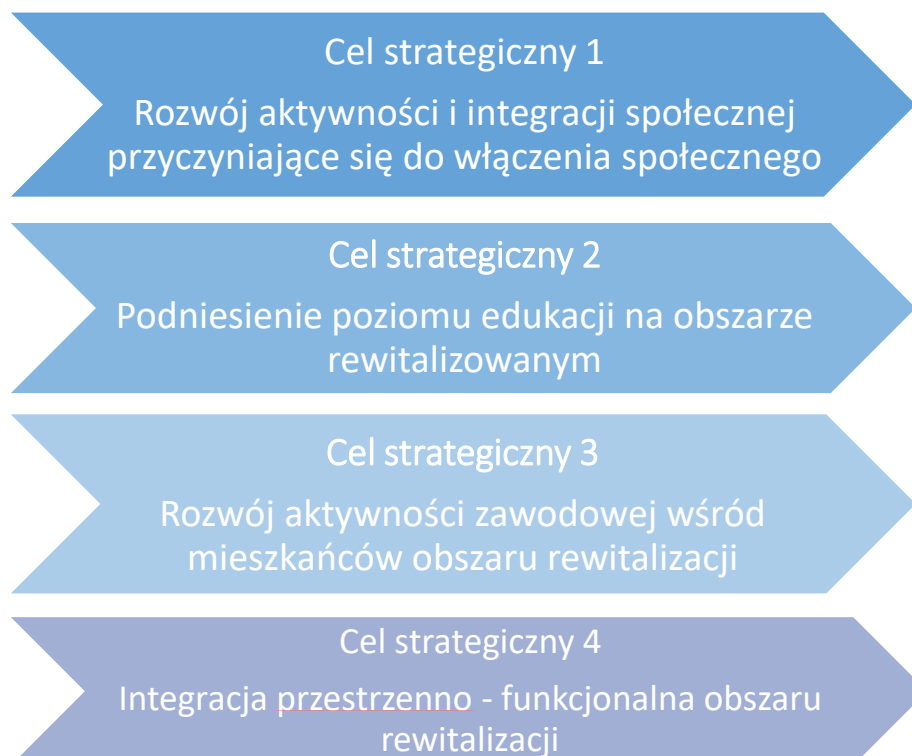 Cel strategiczny 1
Rozwój aktywności i integracji społecznej
przyczyniające się do włączenia społecznego
Cel strategiczny 2
Podniesienie poziomu edukacji na obszarze
rewitalizowanym
Cel strategiczny 3
Rozwój aktywności zawodowej wśród
mieszkańców obszaru rewitalizacji
Cel strategiczny 4
Integracja przestrzenno - funkcjonalna obszaru
rewitalizacji